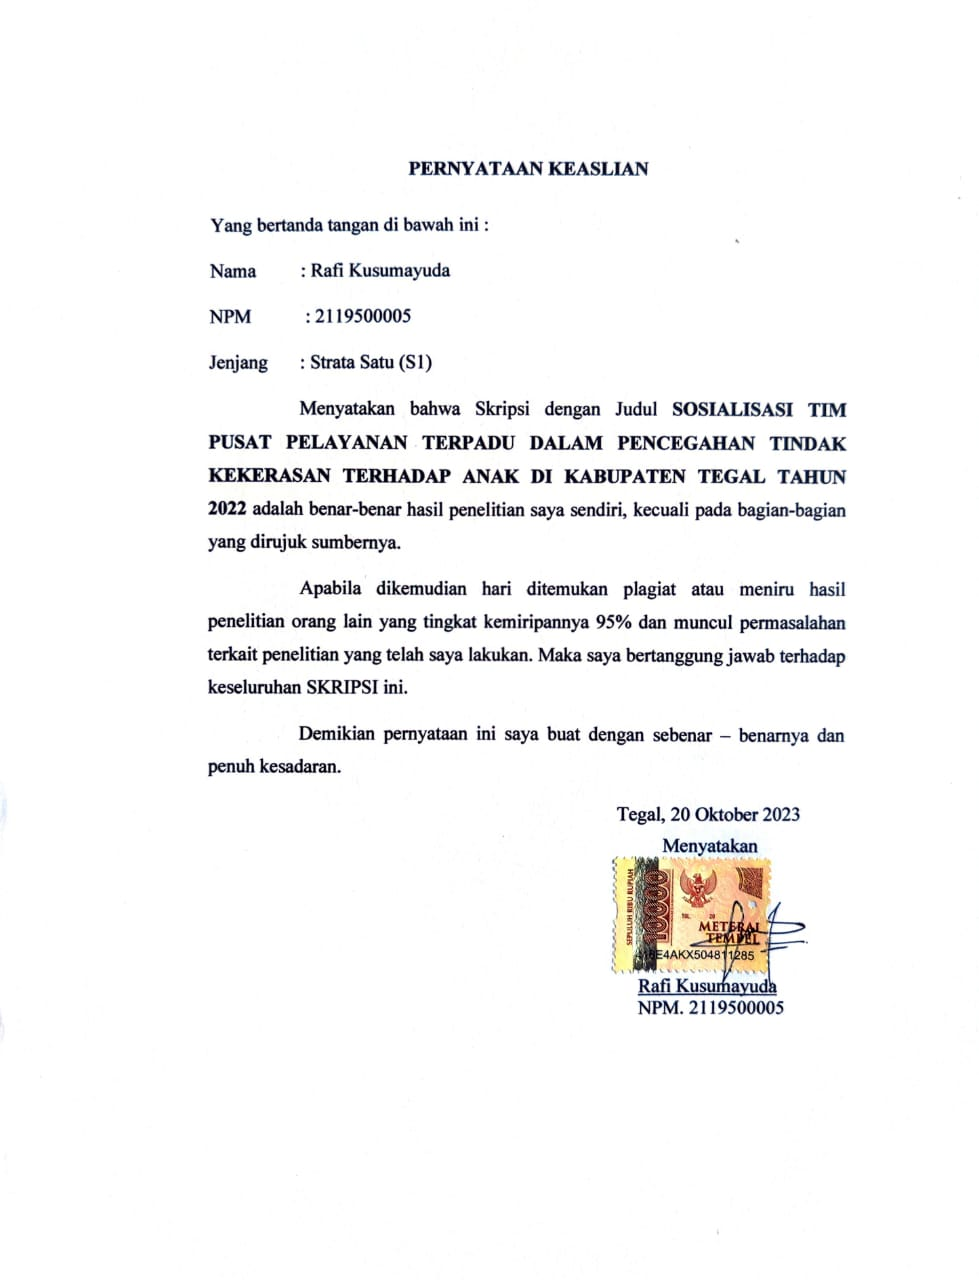 PERNYATAAN KEASLIAN
Yang bertanda tangan di bawah ini :
Nama : Rafi Kusumayuda
NPM : 2119500005
Jenjang : Strata Satu (S1)
Menyatakan bahwa Skripsi dengan Judul SOSIALISASI TIM
PUSAT PELAYANAN TERPADU DALAM PENCEGAHAN TINDAK
KEKERASAN TERHADAP ANAK DI KABUPATEN TEGAL TAHUN
2022 adalah benar-benar hasil penelitian saya sendiri, kecuali pada bagian-bagian
yang dirujuk sumbernya.
Apabila dikemudian hari ditemukan plagiat atau meniru hasil
penelitian orang lain yang tingkat kemiripannya 95% dan muncul permasalahan
terkait penelitian yang telah saya lakukan. Maka saya bertanggung jawab terhadap
keseluruhan SKRIPSI ini.
Demikian pernyataan ini saya buat dengan sebenar – benarnya dan
penuh kesadaran.
Tegal, 20 Oktober 2023
Menyatakan
SEPULUH RIBU RUPIAH
10000
TGL. 20
METERAI
TEMPEL
E4AKX504811285
Rafi Kusumayuda
NPM. 2119500005